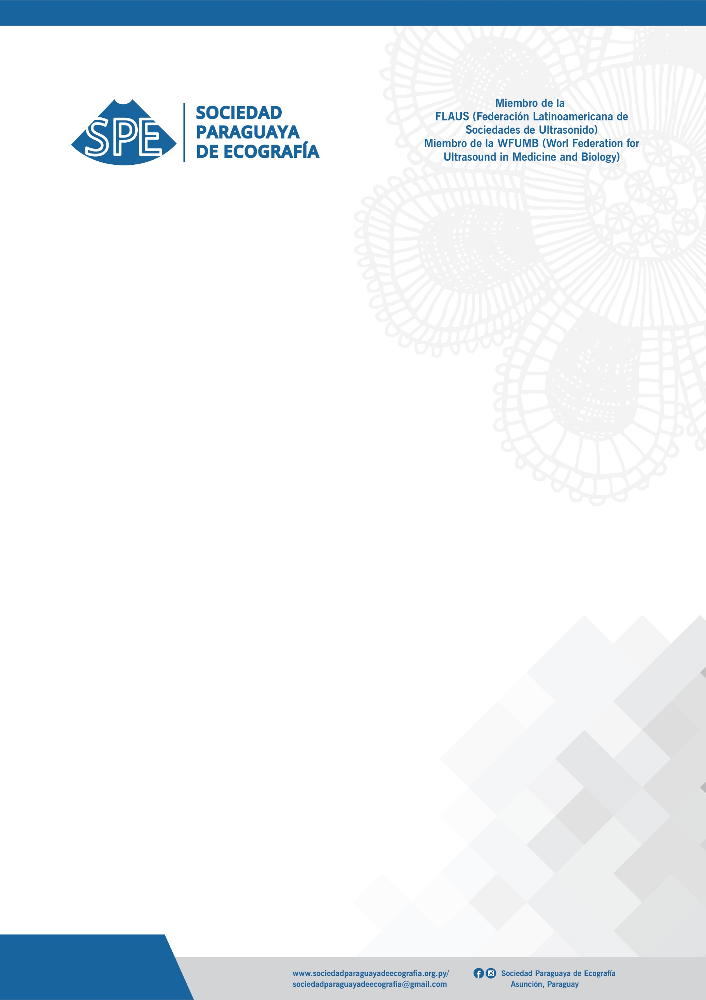 SPE
SOCIEDAD
PARAGUAYA
DE ECOGRAFÍA
Miembro de la
FLAUS (Federación Latinoamericana de
Sociedades de Ultrasonido)
Miembro de la WFUMB (Worl Federation for
Ultrasound in Medicine and Biology)
www.sociedadparaguayadeecografia.org.py/
sociedadparaguayadeecografia@gmail.com
Sociedad Paraguaya de Ecografía
Asunción, Paraguay